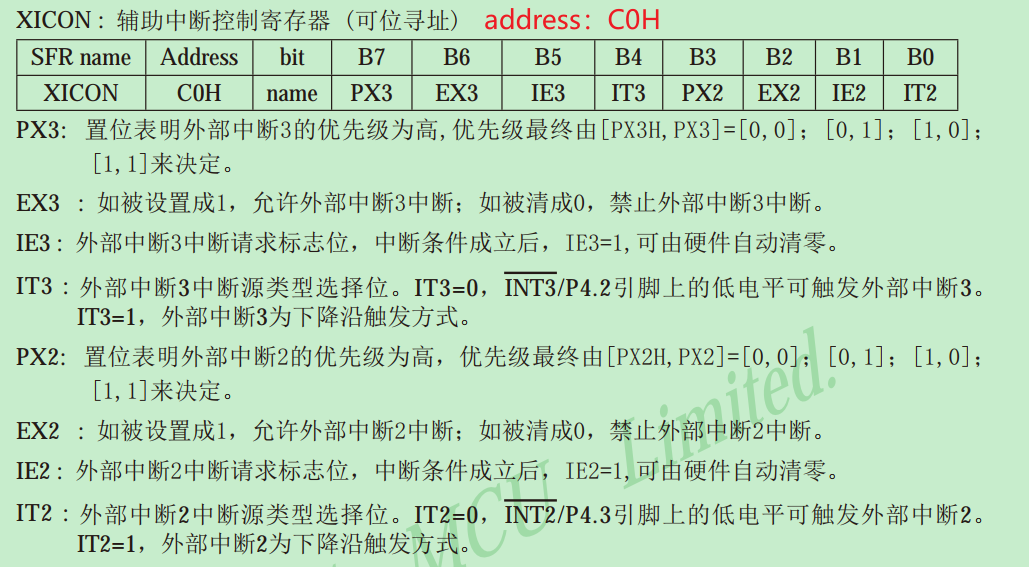 XICON : 辅助中断控制寄存器 (可位寻址) address: C0H
SFR name Address bit B7 B6 B5 B4 B3 B2 B1 B0
XICON C0H name PX3 EX3 IE3 IT3 PX2 EX2 IE2 IT2
PX3: 置位表明外部中断3的优先级为高,优先级最终由[PX3H,PX3]=[0,0]; [0,1]; [1,0];
[1,1]来决定。
EX3 : 如被设置成1, 允许外部中断3中断; 如被清成0, 禁止外部中断3中断。
IE3 : 外部中断3中断请求标志位, 中断条件成立后, IE3=1,可由硬件自动清零。
IT3 : 外部中断3中断源类型选择位。IT3=0, INT3/P4.2引脚上的低电平可触发外部中断3。
IT3=1, 外部中断3为下降沿触发方式。
PX2: 置位表明外部中断2的优先级为高, 优先级最终由[PX2H,PX2]=[0,0]; [0,1]; [1,0];
[1,1]来决定。
EX2 : 如被设置成1, 允许外部中断2中断; 如被清成0, 禁止外部中断2中断。
IE2 : 外部中断2中断请求标志位, 中断条件成立后, IE2=1,可由硬件自动清零。
IT2 : 外部中断2中断源类型选择位。IT2=0, INT2/P4.3引脚上的低电平可触发外部中断2。
IT2=1, 外部中断2为下降沿触发方式。
MCU Limited.